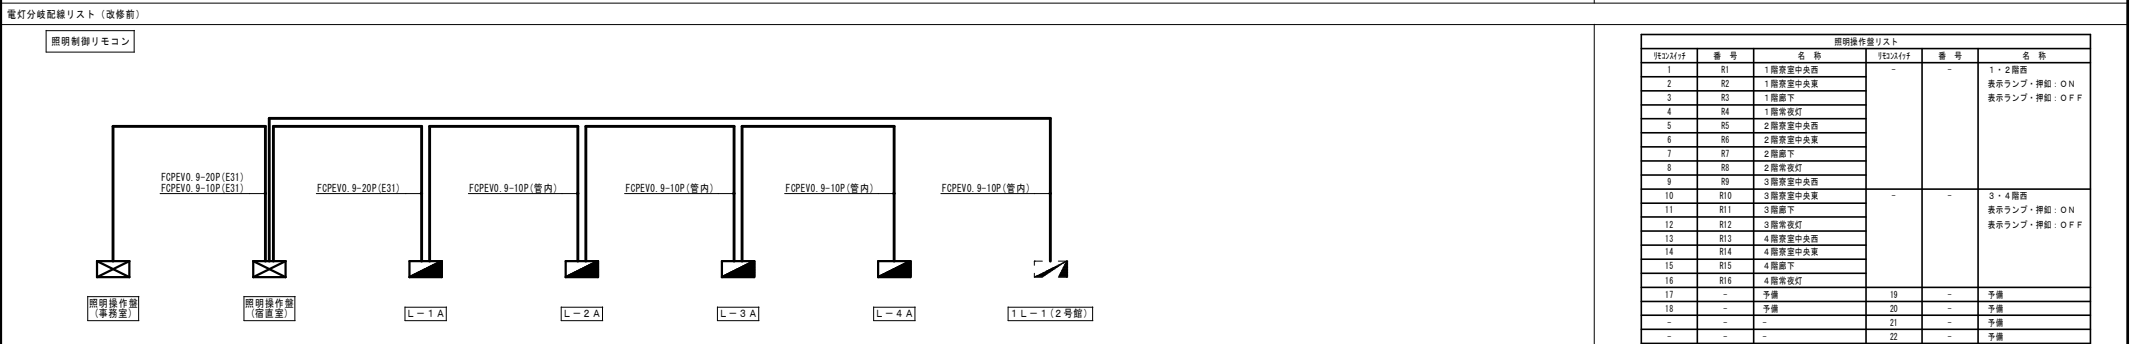 電灯分岐配線リスト（改修前）
照明制御リモコン
FCPEV0.9-20P(E31)
FCPEV0.9-10P(E31)
FCPEV0.9-20P(E31)
FCPEV0.9-10P(管内)
FCPEV0.9-10P(管内)
FCPEV0.9-10P(管内)
FCPEV0.9-10P(管内)
照明操作盤
(事務室)
照明操作盤
(宿直室)
L－1A
L－2A
L－3A
L－4A
1L－1(2号館)
照明操作盤リスト
ﾘﾓｺﾝｽｲｯﾁ 番 号 名 称 ﾘﾓｺﾝｽｲｯﾁ 番 号 名 称
1 R1 1階寮室中央西 - - 1・2階西
2 R2 1階寮室中央東 表示ランプ・押釦：ON
3 R3 1階廊下 表示ランプ・押釦：OFF
4 R4 1階常夜灯
5 R5 2階寮室中央西
6 R6 2階寮室中央東
7 R7 2階廊下
8 R8 2階常夜灯
9 R9 3階寮室中央西
10 R10 3階寮室中央東 - - 3・4階西
11 R11 3階廊下 表示ランプ・押釦：ON
12 R12 3階常夜灯 表示ランプ・押釦：OFF
13 R13 4階寮室中央西
14 R14 4階寮室中央東
15 R15 4階廊下
16 R16 4階常夜灯
17 - 予備 19 - 予備
18 - 予備 20 - 予備
- - - 21 - 予備
- - - 22 - 予備